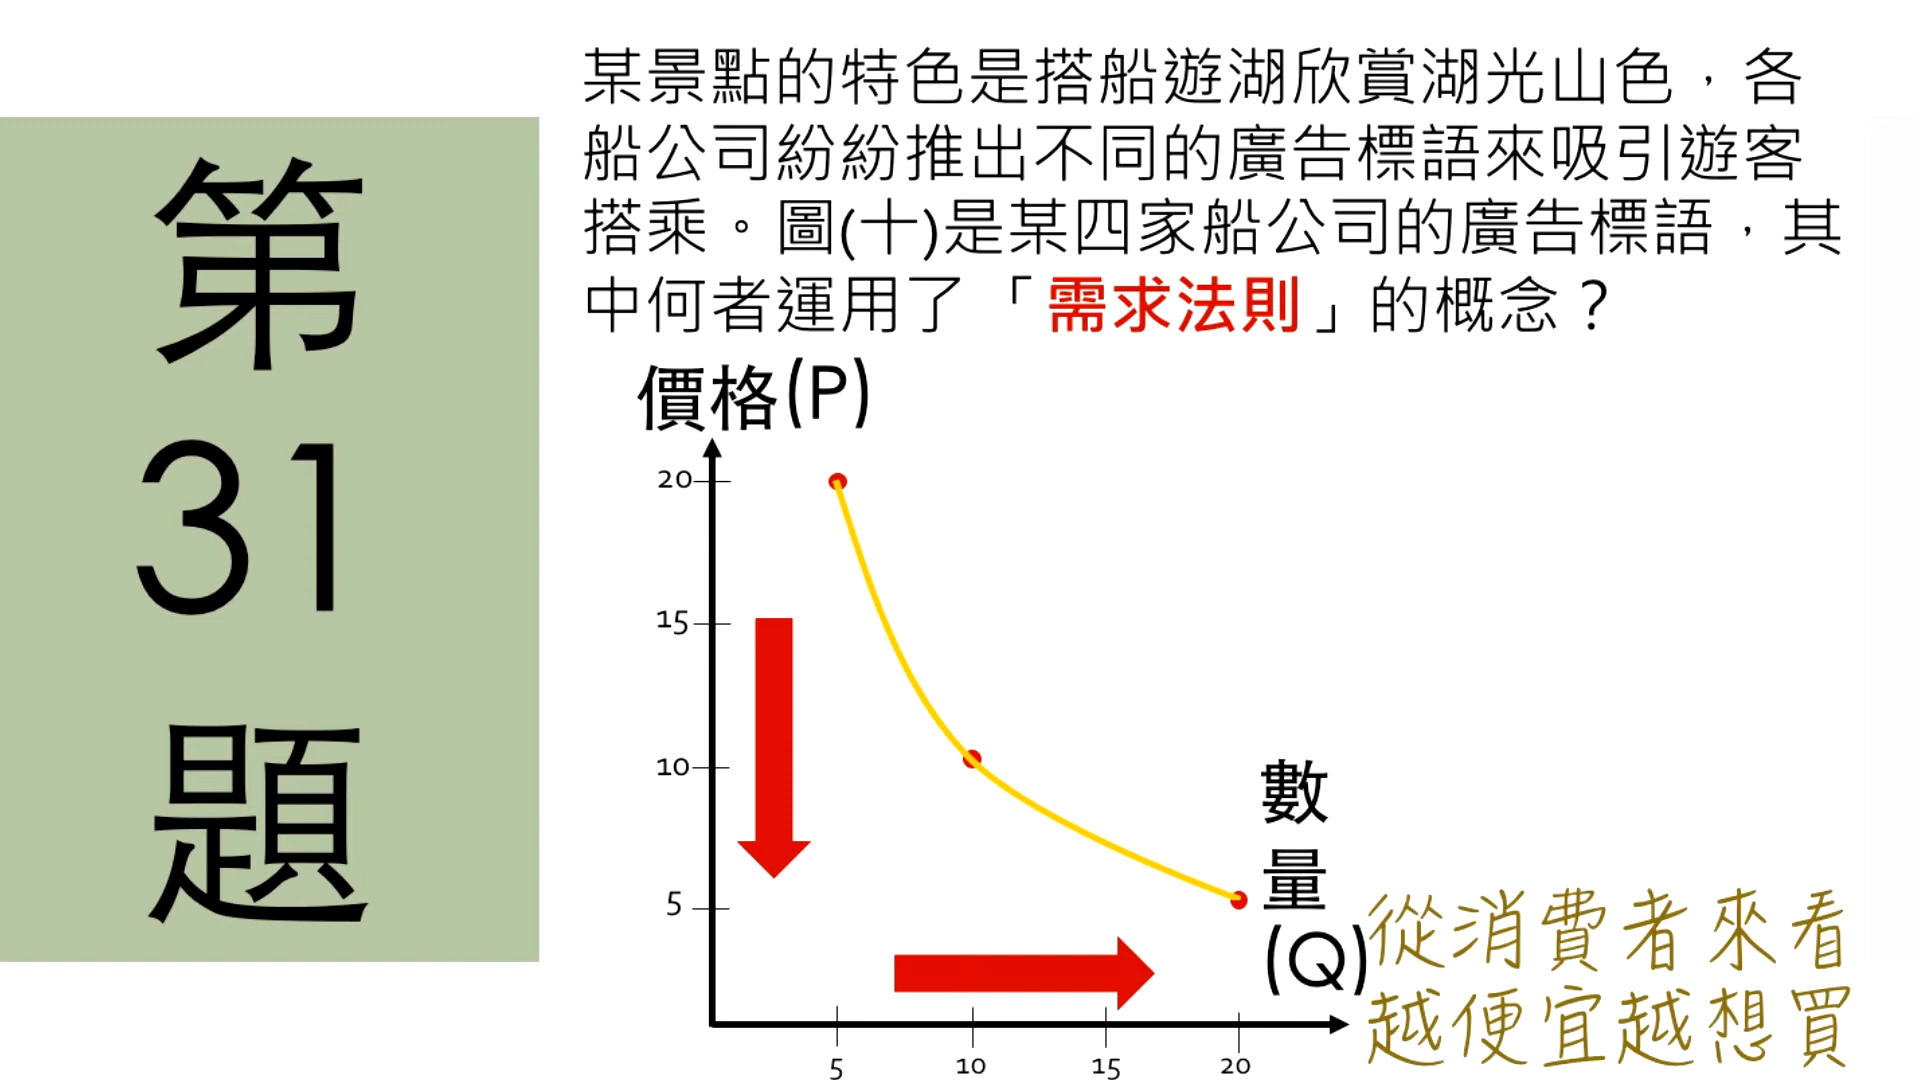 第
31
題
某景點的特色是搭船遊湖欣賞湖光山色，各
船公司紛紛推出不同的廣告標語來吸引遊客
搭乘。圖(十)是某四家船公司的廣告標語，其
中何者運用了「需求法則」的概念？
價格(P)
20
15
10
5
數
量
(Q)
5 10 15 20
從消費者來看
越便宜越想買